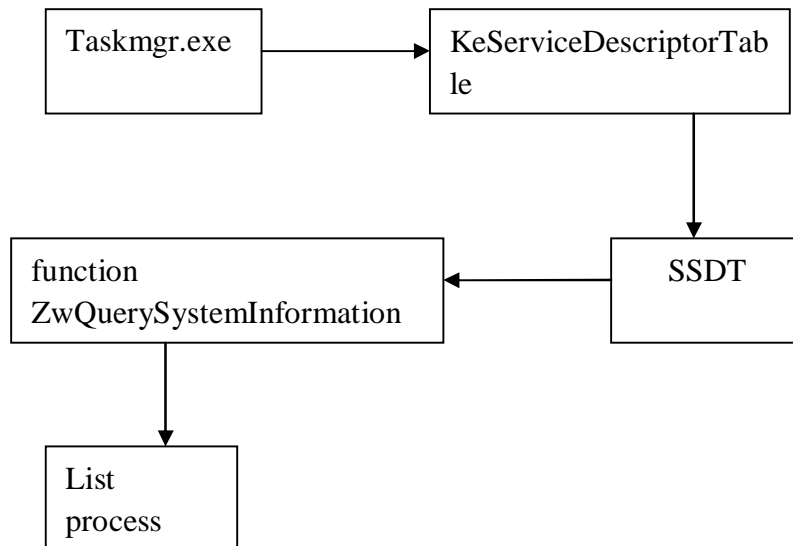 Taskmgr.exe
KeServiceDescriptorTab
le
SSDT
function
ZwQuerySystemInformation
List
process